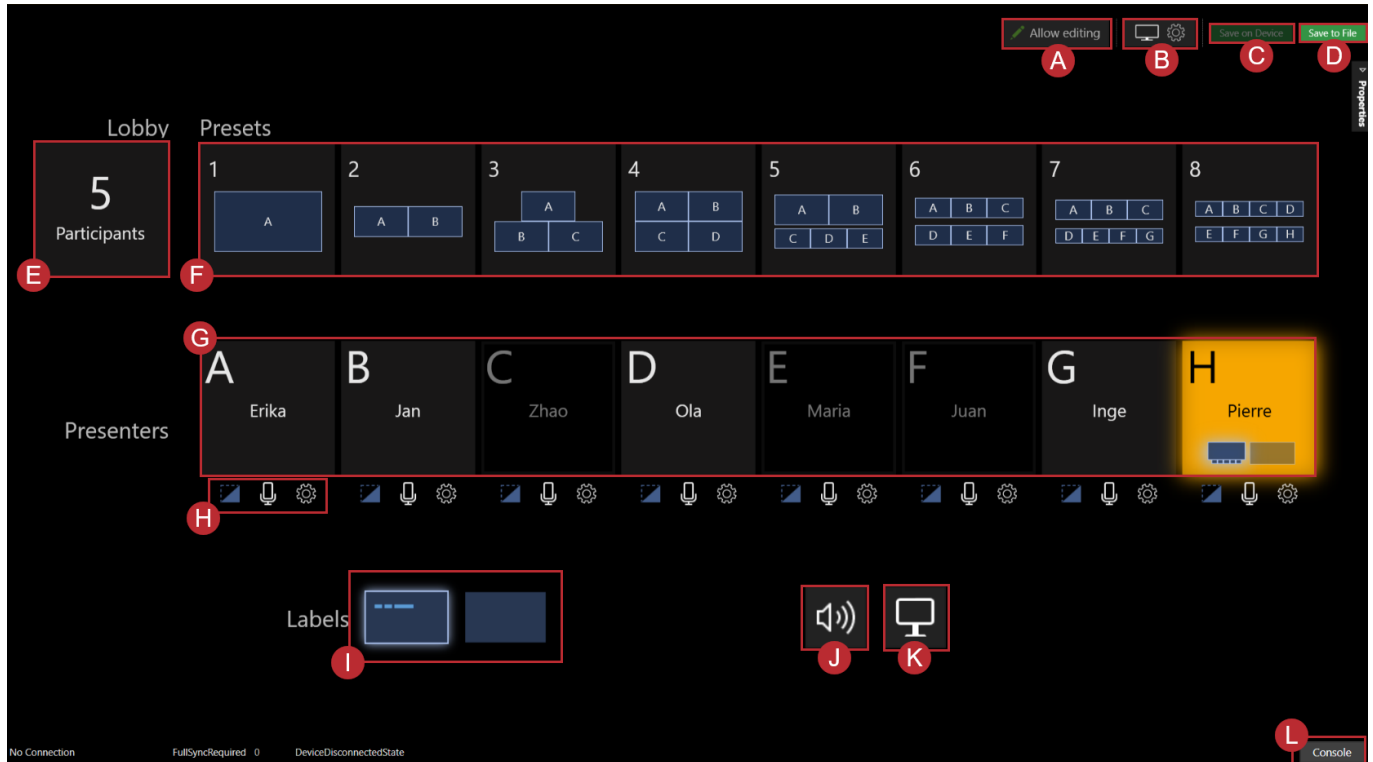 Allow editing
Save on Device
Save to File
A
B
C
D
Properties
Lobby
Presets
5
Participants
1
A
2
A B
3
A
B C
4
A B
C D
5
A B
C D E
6
A B C
D E F
7
A B C
D E F G
8
A B C D
E F G H
E
F
G
Presenters
A
Erika
B
Jan
C
Zhao
D
Ola
E
Maria
F
Juan
G
Inge
H
Pierre
H
Labels
I
J
K
L
No Connection FullSyncRequired 0 DeviceDisconnectedState Console